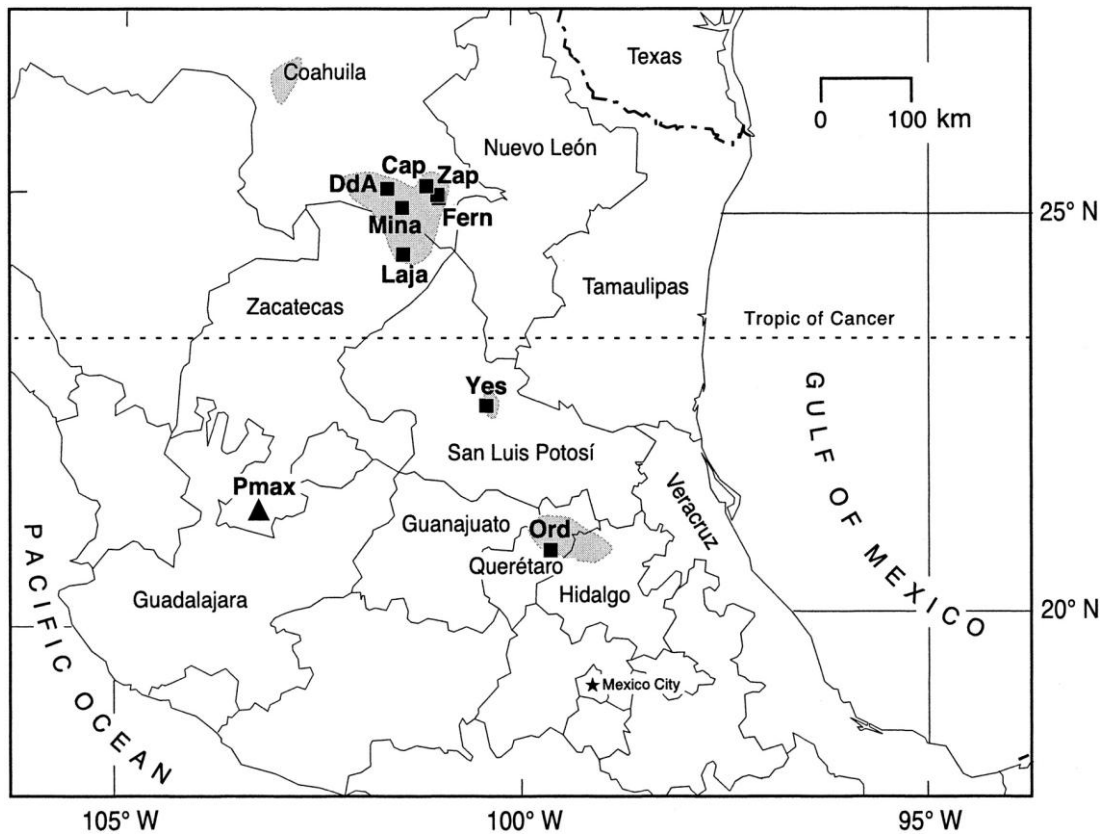 Texas
Coahuila
0 100 km
Nuevo León
Cap
Zap
DdA
Mina
Fern
25° N
Laja
Zacatecas
Tamaulipas
Tropic of Cancer
Yes
GULF OF MEXICO
San Luis Potosí
Pmax
Veracruz
Guanajuato
Ord
PACIFIC OCEAN
Querétaro
Guadalajara
Hidalgo
20° N
Mexico City
105° W
100° W
95° W